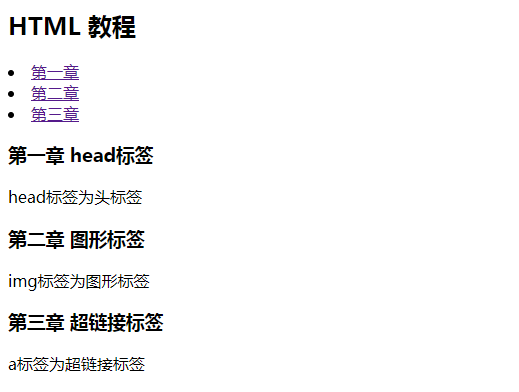 HTML 教程
第一章
第二章
第三章
第一章 head标签
head标签为头标签
第二章 图形标签
img标签为图形标签
第三章 超链接标签
a标签为超链接标签